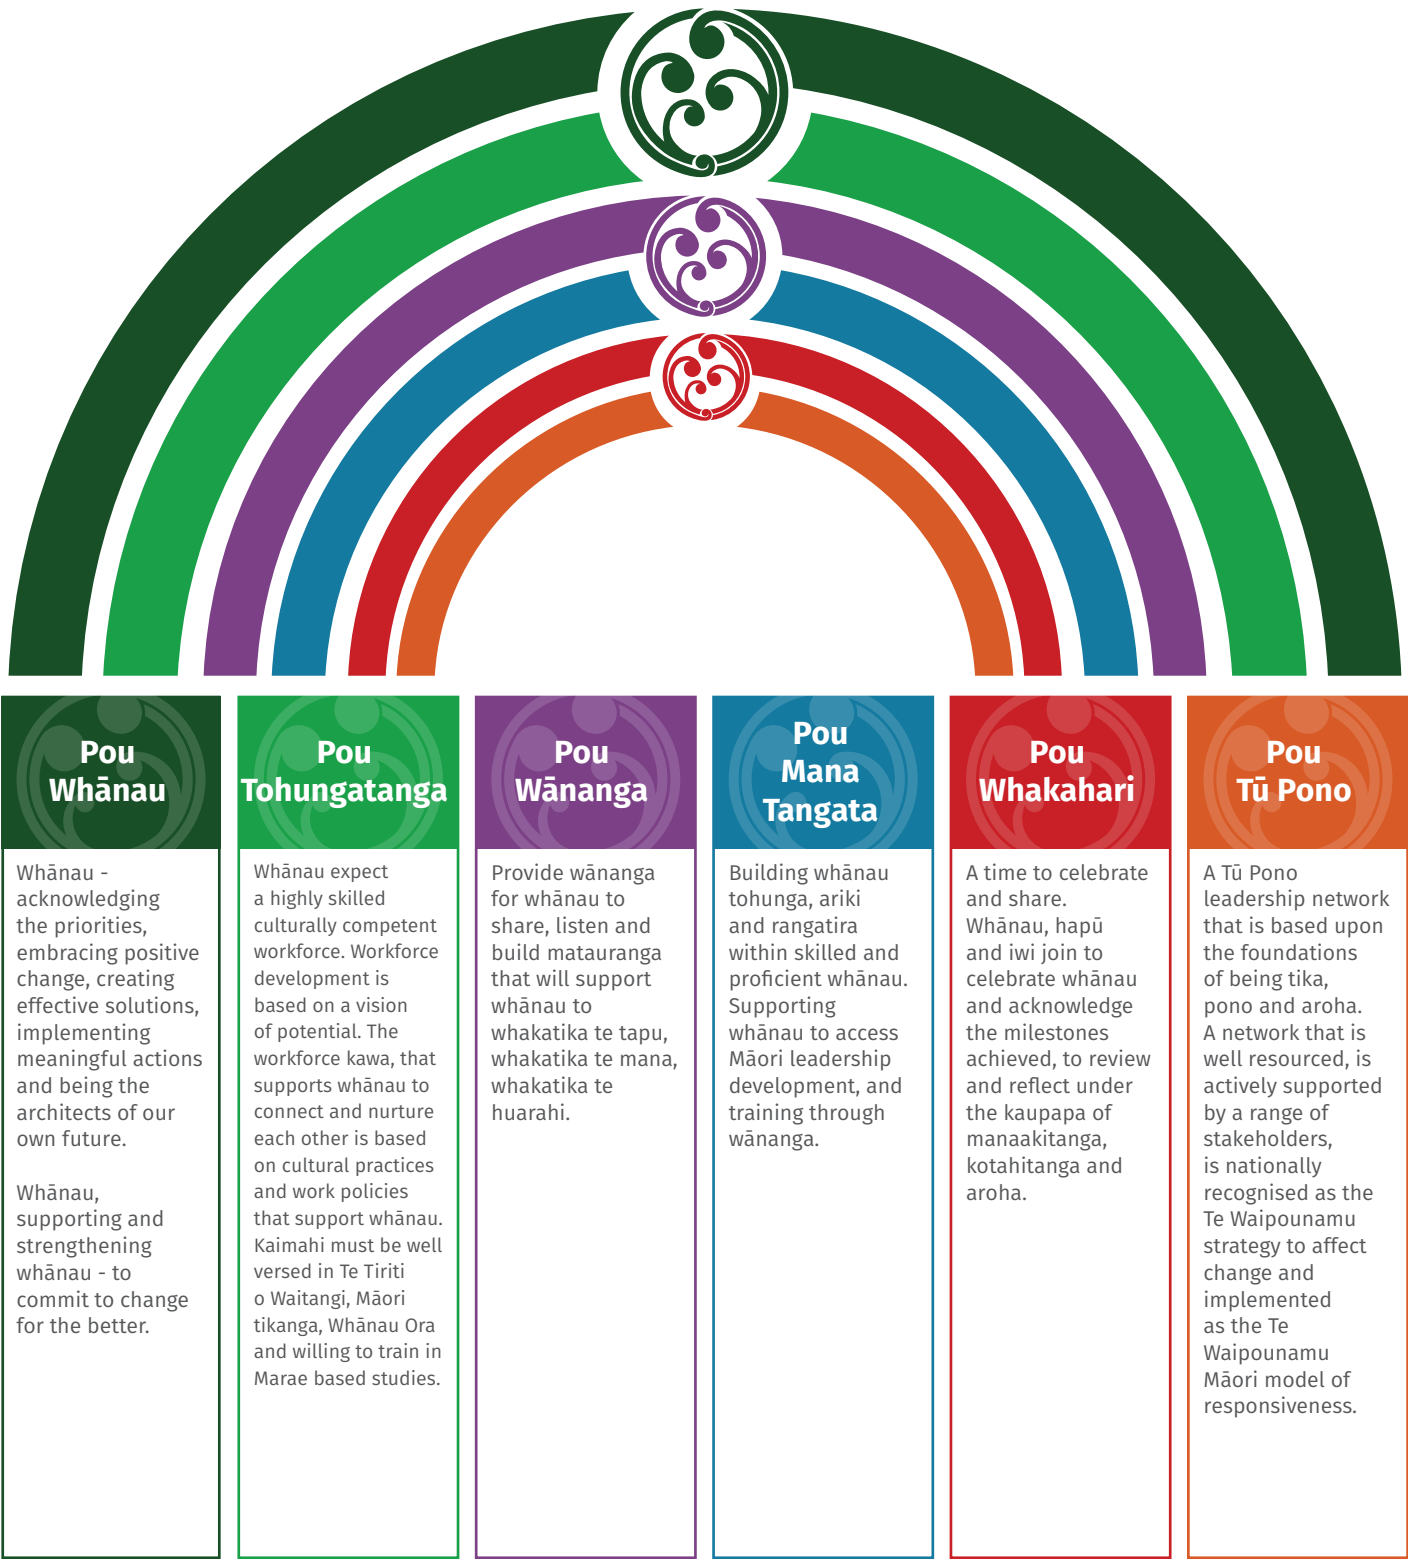 Pou
Whānau
Whānau -
acknowledging
the priorities,
embracing positive
change, creating
effective solutions,
implementing
meaningful actions
and being the
architects of our
own future.
Whānau,
supporting and
strengthening
whānau - to
commit to change
for the better.
Pou
Tohungatanga
Whānau expect
a highly skilled
culturally competent
workforce. Workforce
development is
based on a vision
of potential. The
workforce kawa, that
supports whānau to
connect and nurture
each other is based
on cultural practices
and work policies
that support whānau.
Kaimahi must be well
versed in Te Tiriti
o Waitangi, Māori
tikanga, Whānau Ora
and willing to train in
Marae based studies.
Pou
Wānanga
Provide wānanga
for whānau to
share, listen and
build matauranga
that will support
whānau to
whakatika te tapu,
whakatika te mana,
whakatika te
huarahi.
Pou
Mana
Tangata
Building whānau
tohunga, ariki
and rangatira
within skilled and
proficient whānau.
Supporting
whānau to access
Māori leadership
development, and
training through
wānanga.
Pou
Whakahari
A time to celebrate
and share.
Whānau, hapū
and iwi join to
celebrate whānau
and acknowledge
the milestones
achieved, to review
and reflect under
the kaupapa of
manaakitanga,
kotahitanga and
aroha.
Pou
Tū Pono
A Tū Pono
leadership network
that is based upon
the foundations
of being tika,
pono and aroha.
A network that is
well resourced, is
actively supported
by a range of
stakeholders,
is nationally
recognised as the
Te Waipounamu
strategy to affect
change and
implemented
as the Te
Waipounamu
Māori model of
responsiveness.